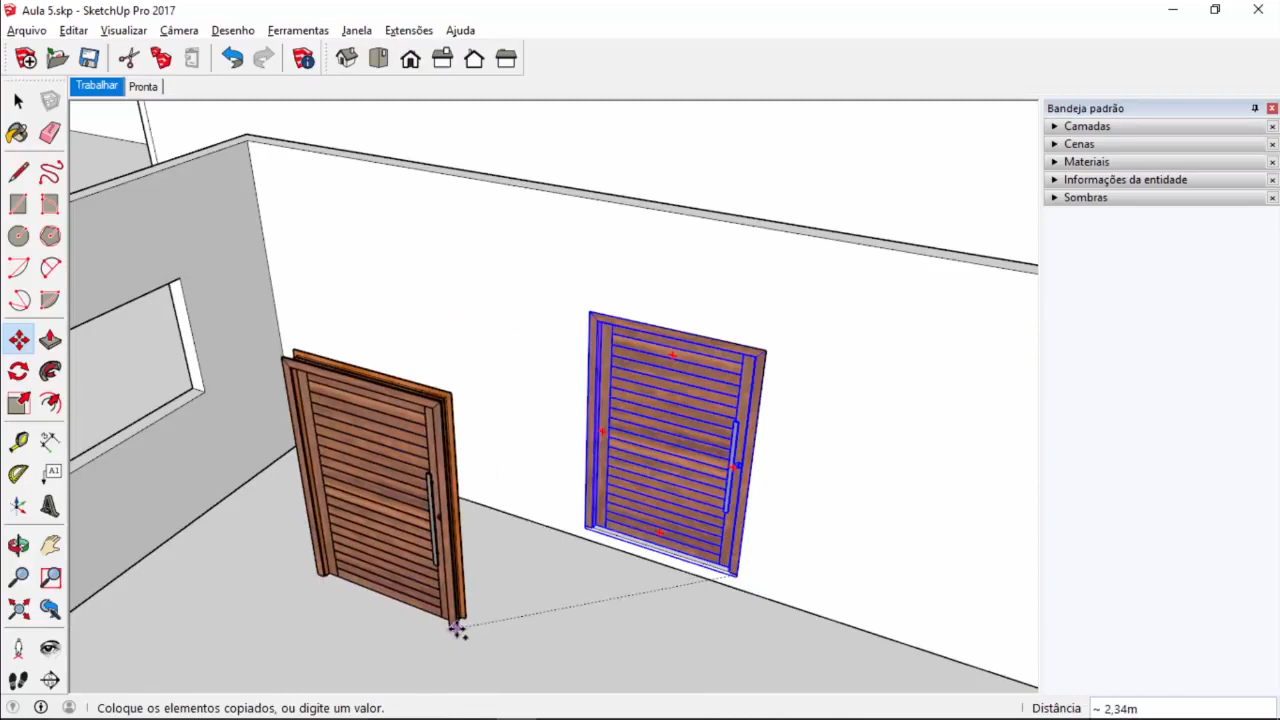 Aula 5.skp - SketchUp Pro 2017
Arquivo Editar Visualizar Câmera Desenho Ferramentas Janela Extensões Ajuda
Trabalhar Pronta
Bandeja padrão
Camadas
Cenas
Materiais
Informações da entidade
Sombras
A1
Coloque os elementos copiados, ou digite um valor.
Distância ~ 2,34m